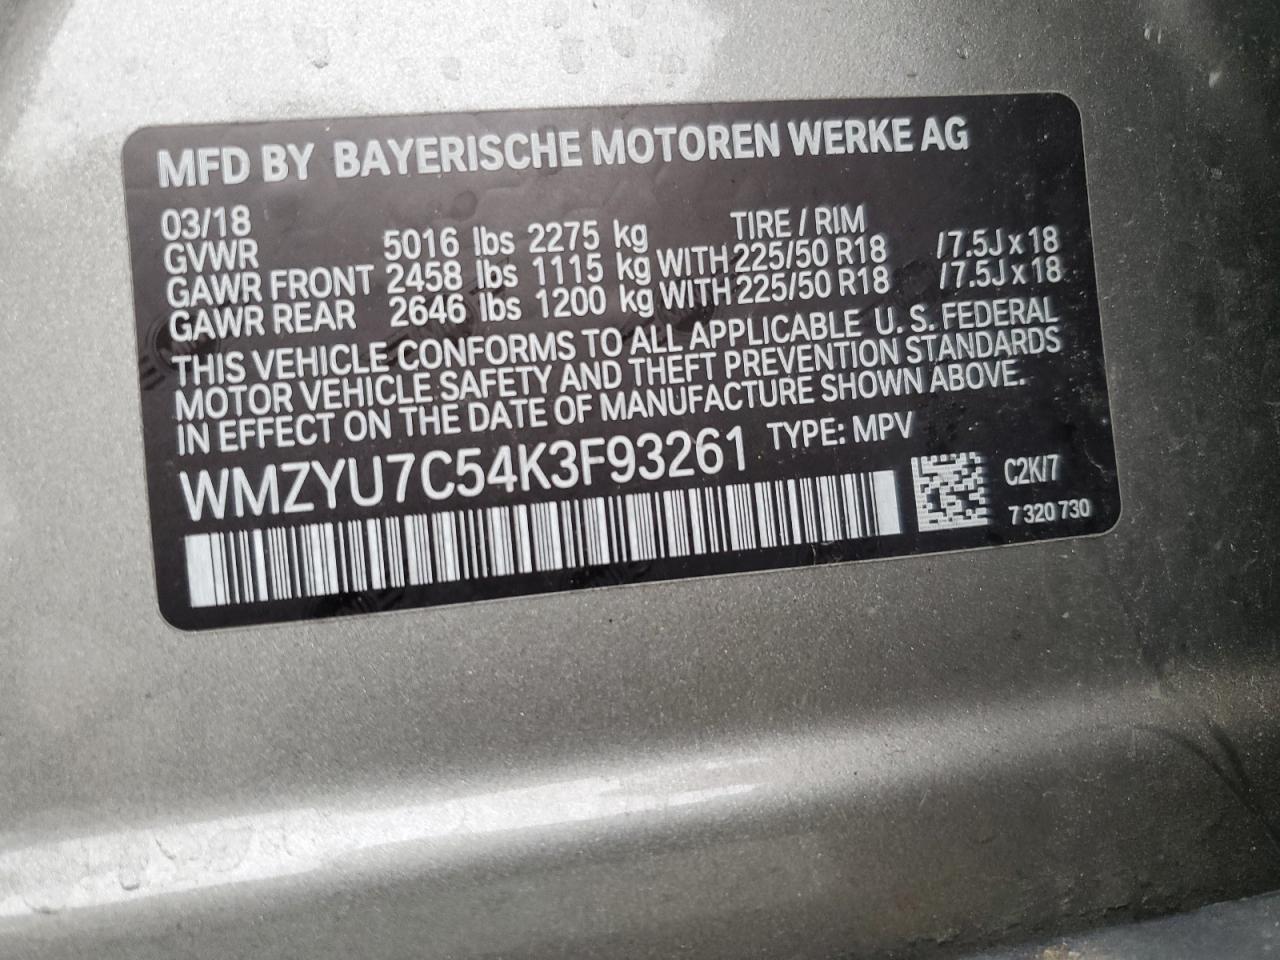 MFD BY BAYERISCHE MOTOREN WERKE AG
03/18 TIRE / RIM
GVWR 5016 lbs 2275 kg
GAWR FRONT 2458 lbs 1115 kg WITH 225/50 R18 /7.5J x 18
GAWR REAR 2646 lbs 1200 kg WITH 225/50 R18 /7.5J x 18
THIS VEHICLE CONFORMS TO ALL APPLICABLE U. S. FEDERAL
MOTOR VEHICLE SAFETY AND THEFT PREVENTION STANDARDS
IN EFFECT ON THE DATE OF MANUFACTURE SHOWN ABOVE.
WMZYU7C54K3F93261 TYPE: MPV
C2K/7
7 320 730